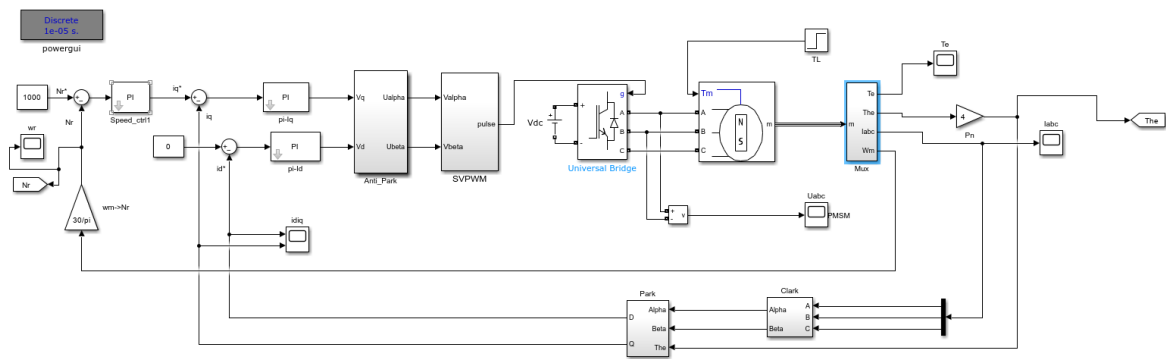 Discrete
1e-05 s.
powergui
1000
Nr*
Nr
PI
Speed_ctrl1
iq*
iq
PI
pi-Iq
0
id*
PI
pi-Id
Vq
Vd
Ualpha
Ubeta
Anti_Park
Valpha
Vbeta
pulse
SVPWM
Vdc
+
-
g
A
B
C
Universal Bridge
Tm
A
B
C
N
S
m
TL
m
Te
The
Iabc
Wm
Mux
Te
4
Pn
Iabc
The
+
-
v
Uabc
PMSM
wr
Nr
30/pi
wm->Nr
idiq
Park
D
Q
Alpha
Beta
The
Clark
Alpha
Beta
A
B
C